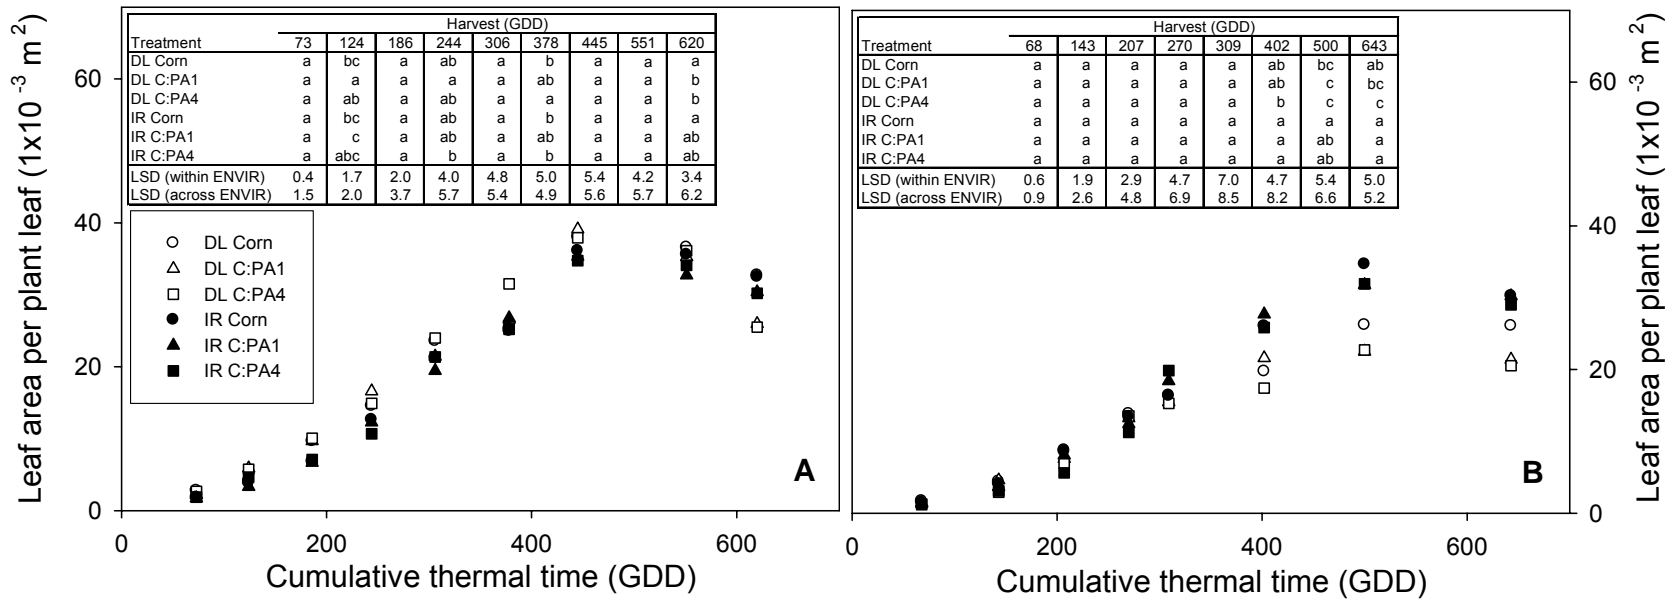 Leaf area per plant leaf (1x10 -3 m 2)
Harvest (GDD)
Treatment 73 124 186 244 306 378 445 551 620
DL Corn a bc a ab a b a a a
DL C:PA1 a a a a a ab a a b
DL C:PA4 a ab a ab a a a a b
IR Corn a bc a ab a b a a a
IR C:PA1 a c a ab a ab a a ab
IR C:PA4 a abc a b a b a a ab
LSD (within ENVIR) 0.4 1.7 2.0 4.0 4.8 5.0 5.4 4.2 3.4
LSD (across ENVIR) 1.5 2.0 3.7 5.7 5.4 4.9 5.6 5.7 6.2
60
40
20
0
DL Corn
DL C:PA1
DL C:PA4
IR Corn
IR C:PA1
IR C:PA4
A
0 200 400 600
Cumulative thermal time (GDD)
Harvest (GDD)
Treatment 68 143 207 270 309 402 500 643
DL Corn a a a a a ab bc ab
DL C:PA1 a a a a a ab c bc
DL C:PA4 a a a a a b c c
IR Corn a a a a a a a a
IR C:PA1 a a a a a a ab a
IR C:PA4 a a a a a a ab a
LSD (within ENVIR) 0.6 1.9 2.9 4.7 7.0 4.7 5.4 5.0
LSD (across ENVIR) 0.9 2.6 4.8 6.9 8.5 8.2 6.6 5.2
60
40
20
0
B
0 200 400 600
Cumulative thermal time (GDD)
Leaf area per plant leaf (1x10 -3 m 2)